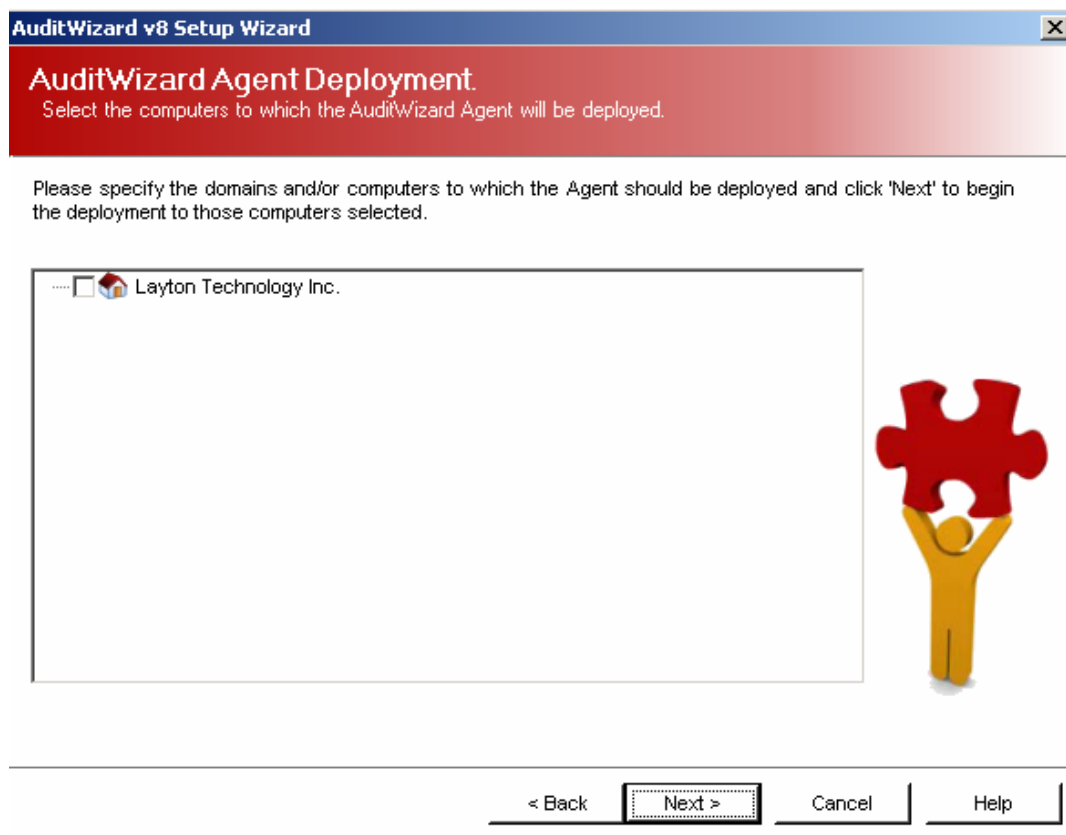 AuditWizard v8 Setup Wizard
AuditWizard Agent Deployment.
Select the computers to which the AuditWizard Agent will be deployed.
Please specify the domains and/or computers to which the Agent should be deployed and click 'Next' to begin
the deployment to those computers selected.
Layton Technology Inc.
< Back
Next >
Cancel
Help